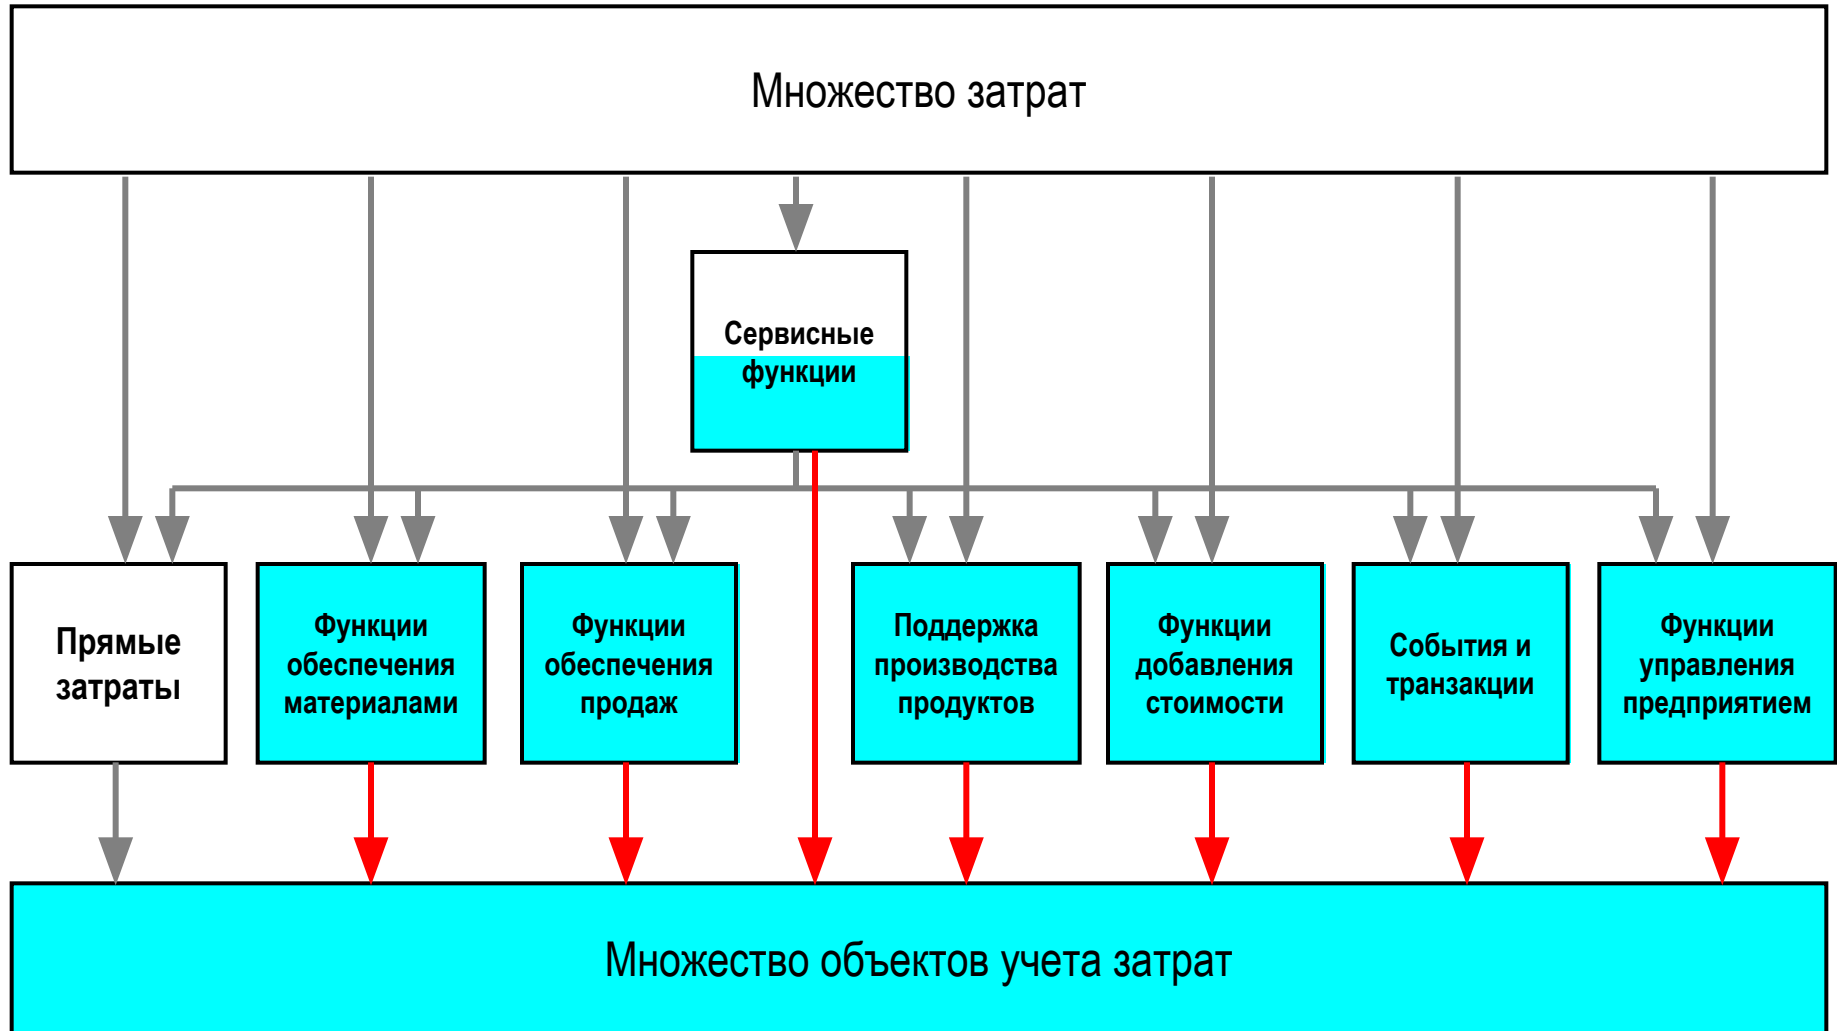 Множество затрат
Сервисные
функции
Прямые
затраты
Функции
обеспечения
материалами
Функции
обеспечения
продаж
Поддержка
производства
продуктов
Функции
добавления
стоимости
События и
транзакции
Функции
управления
предприятием
Множество объектов учета затрат